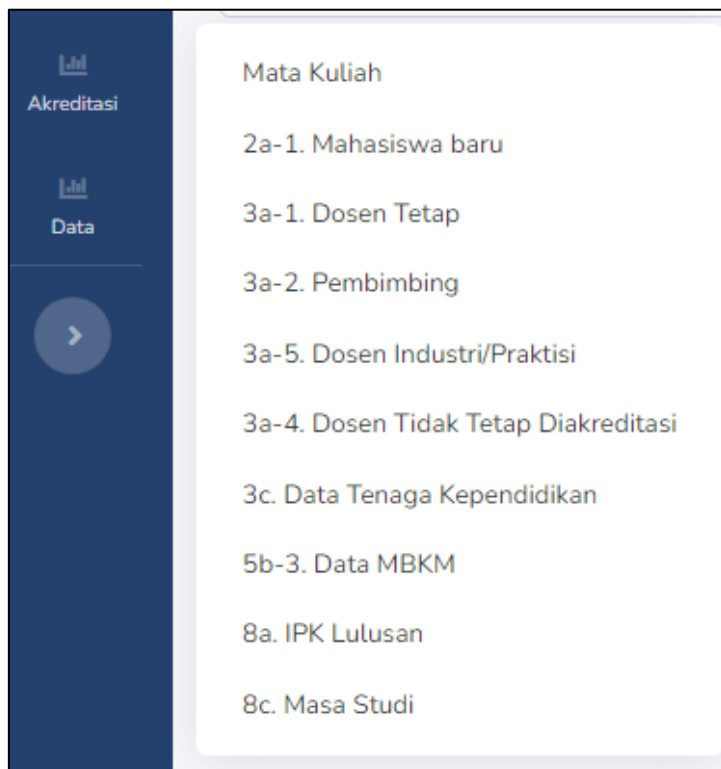 Akreditasi
Data
Mata Kuliah
2a-1. Mahasiswa baru
3a-1. Dosen Tetap
3a-2. Pembimbing
3a-5. Dosen Industri/Praktisi
3a-4. Dosen Tidak Tetap Diakreditasi
3c. Data Tenaga Kependidikan
5b-3. Data MBKM
8a. IPK Lulusan
8c. Masa Studi